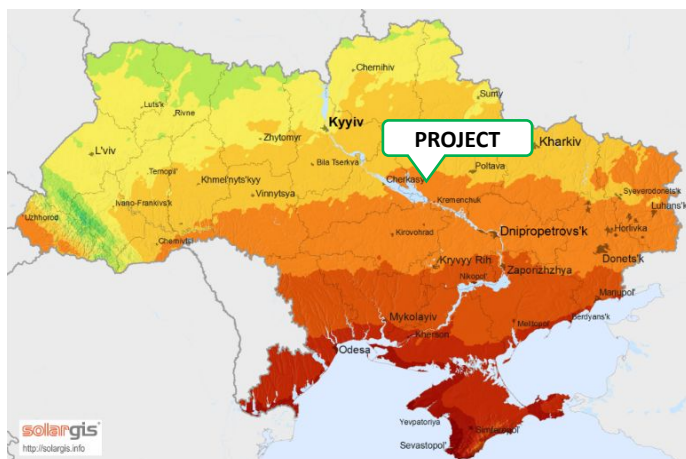 Chernihiv
Sumy
Luts'k
Rivne
Kyyiv
Zhytomyr
PROJECT
Kharkiv
L'viv
Ternopil'
Khmel'nyts'kyy
Bila Tserkva
Cherkasy
Poltava
Vinnytsya
Kremenchuk
Syeverodonets'k
Luhans'k
Uzhhorod
Ivano-Frankivs'k
Chernivtsi
Kirovohrad
Dnipropetrovs'k
Horlivka
Donets'k
Kryvyy Rih
Nikopol'
Zaporizhzhya
Mariupol'
Mykolayiv
Melitopol'
Berdyans'k
Kherson
Odesa
Yevpatoriya
Simferopol'
Sevastopol'
solargis
http://solargis.info